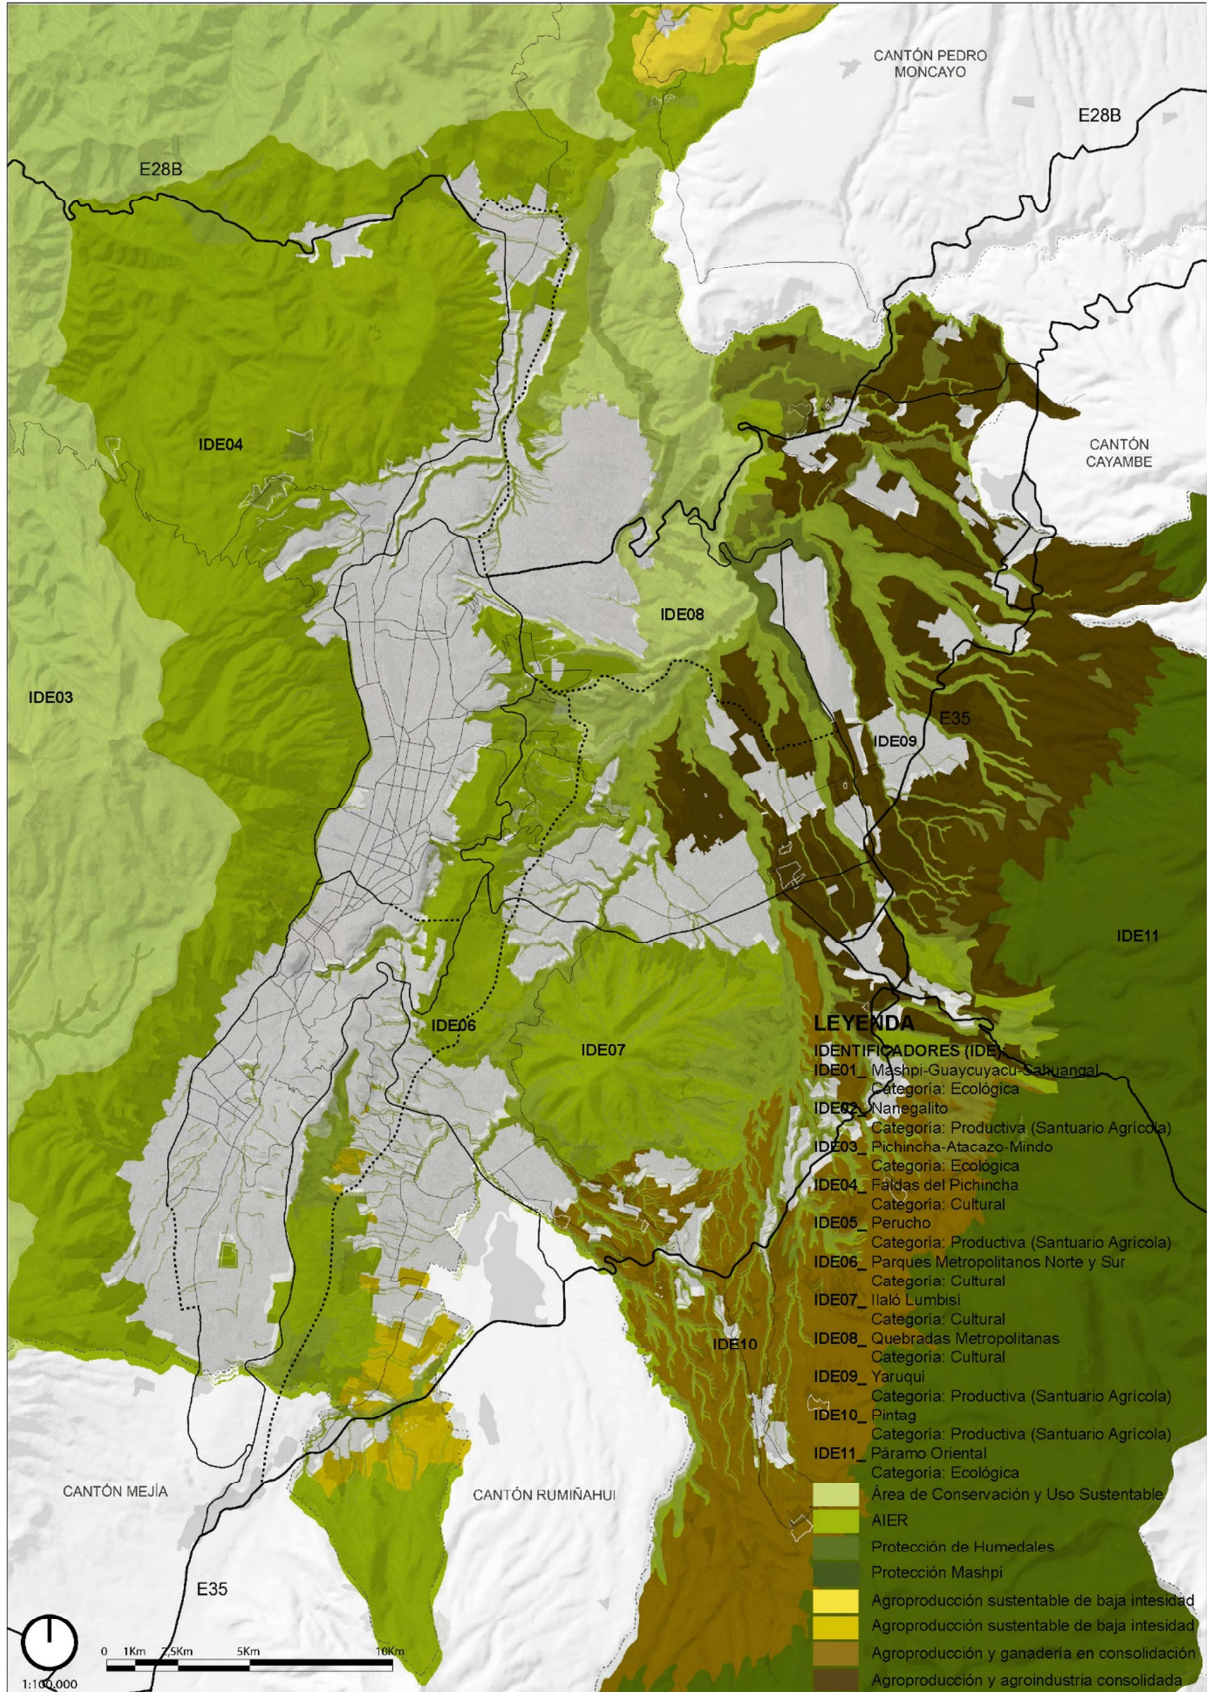 CANTÓN PEDRO
MONCAYO
E28B
E28B
IDE04
CANTÓN
CAYAMBE
IDE08
IDE03
E35
IDE09
IDE11
IDE06
IDE07
LEYENDA
IDENTIFICADORES (IDE):
IDE01_ Mashpi-Guaycuyacu-Sahuangal
Categoría: Ecológica
IDE02_ Nanegalito
Categoría: Productiva (Santuario Agrícola)
IDE03_ Pichincha-Atacazo-Mindo
Categoría: Ecológica
IDE04_ Faldas del Pichincha
Categoría: Cultural
IDE05_ Perucho
Categoría: Productiva (Santuario Agrícola)
IDE06_ Parques Metropolitanos Norte y Sur
Categoría: Cultural
IDE07_ Ilaló Lumbisi
Categoría: Cultural
IDE08_ Quebradas Metropolitanas
Categoría: Cultural
IDE09_ Yaruqui
Categoría: Productiva (Santuario Agrícola)
IDE10_ Pintag
Categoría: Productiva (Santuario Agrícola)
IDE11_ Páramo Oriental
Categoría: Ecológica
Área de Conservación y Uso Sustentable
AIER
Protección de Humedales
Protección Mashpi
Agroproducción sustentable de baja intesidad
Agroproducción sustentable de baja intesidad
Agroproducción y ganadería en consolidación
Agroproducción y agroindustria consolidada
IDE10
CANTÓN MEJÍA
CANTÓN RUMIÑAHUI
E35
0 1Km 2,5Km 5Km 10Km
1:100,000